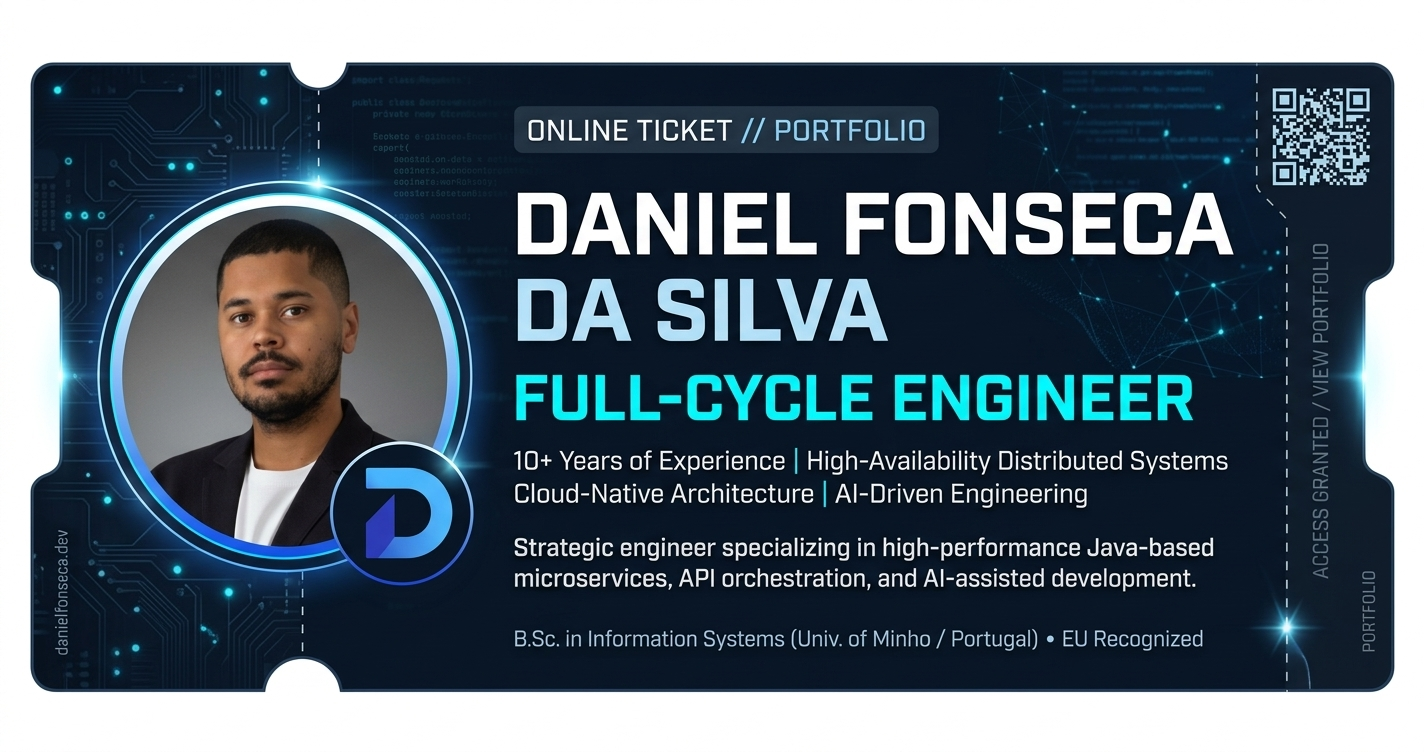 ONLINE TICKET // PORTFOLIO
DANIEL FONSECA
DA SILVA
FULL-CYCLE ENGINEER
10+ Years of Experience | High-Availability Distributed Systems
Cloud-Native Architecture | AI-Driven Engineering
Strategic engineer specializing in high-performance Java-based
microservices, API orchestration, and AI-assisted development.
B.Sc. in Information Systems (Univ. of Minho / Portugal) • EU Recognized
danielfonseca.dev
ACCESS GRANTED / VIEW PORTFOLIO
PORTFOLIO